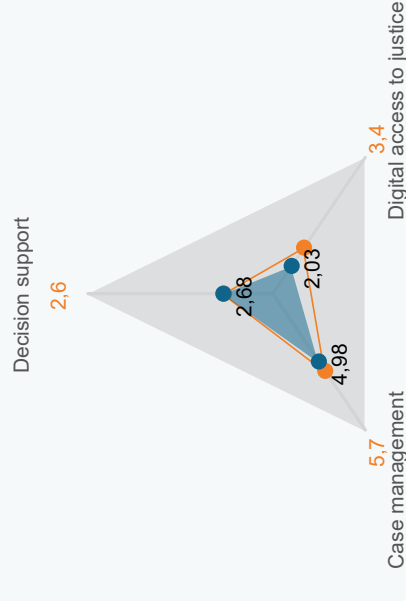 Decision support
2,6
2,68
3,4
2,03
Digital access to justice
4,98
5,7
Case management